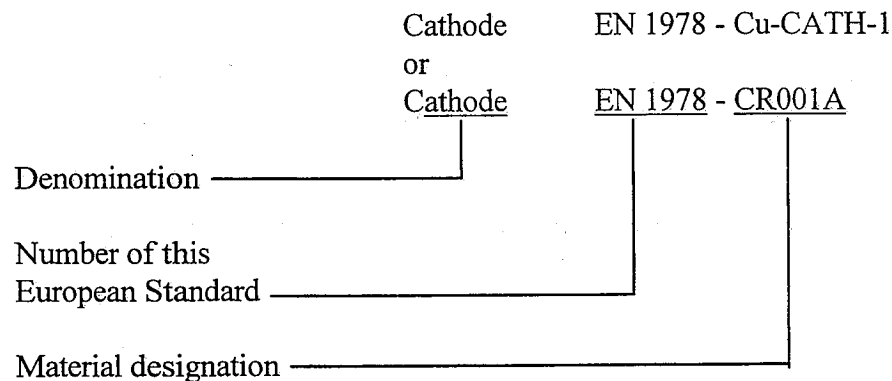 Cathode EN 1978 - Cu-CATH-1
or
Cathode EN 1978 - CR001A
Denomination
Number of this
European Standard
Material designation